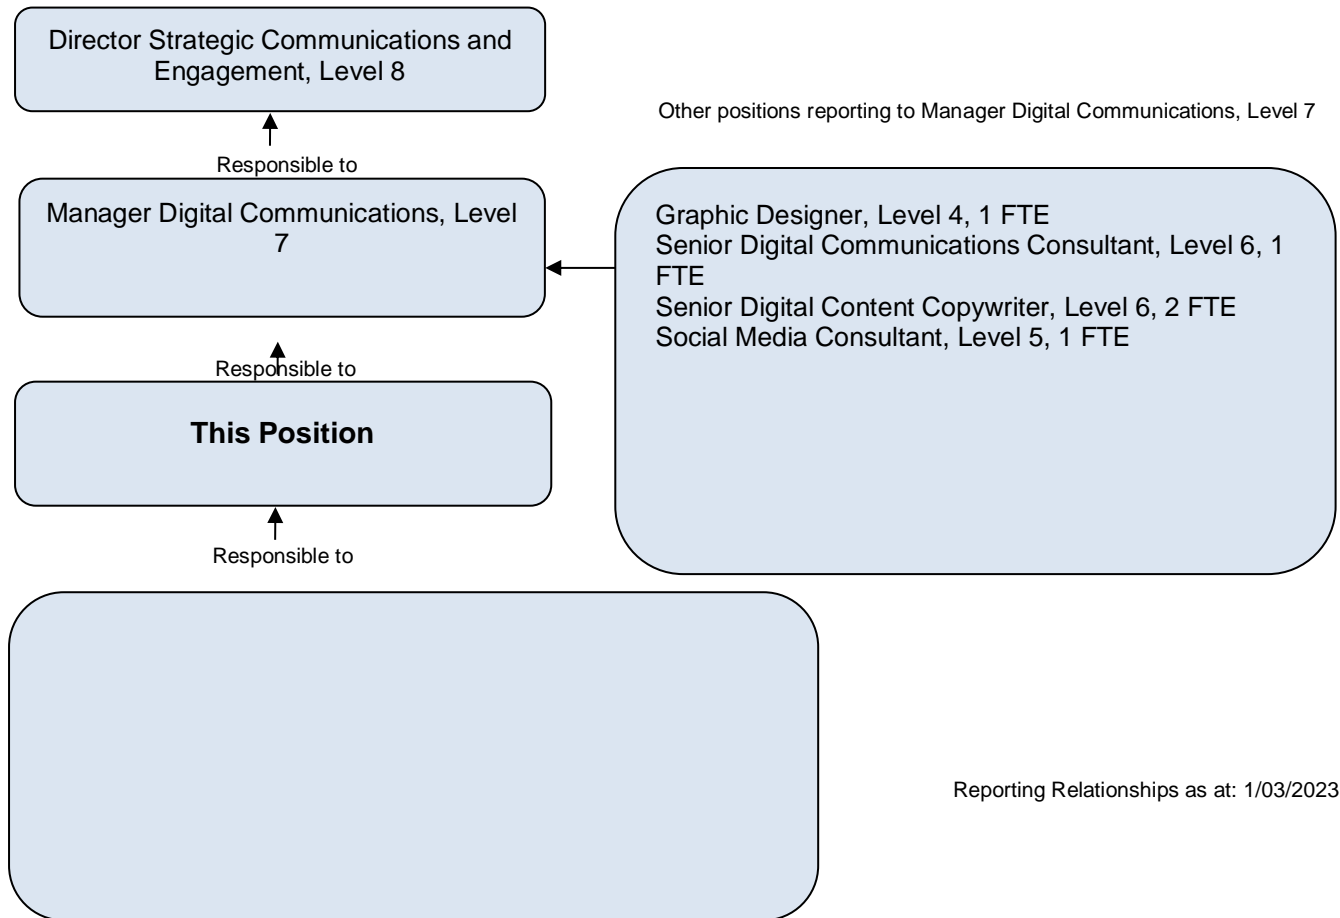 Director Strategic Communications and
Engagement, Level 8
Other positions reporting to Manager Digital Communications, Level 7
Responsible to
Manager Digital Communications, Level
7
Graphic Designer, Level 4, 1 FTE
Senior Digital Communications Consultant, Level 6, 1
FTE
Senior Digital Content Copywriter, Level 6, 2 FTE
Social Media Consultant, Level 5, 1 FTE
Responsible to
This Position
Responsible to
Reporting Relationships as at: 1/03/2023